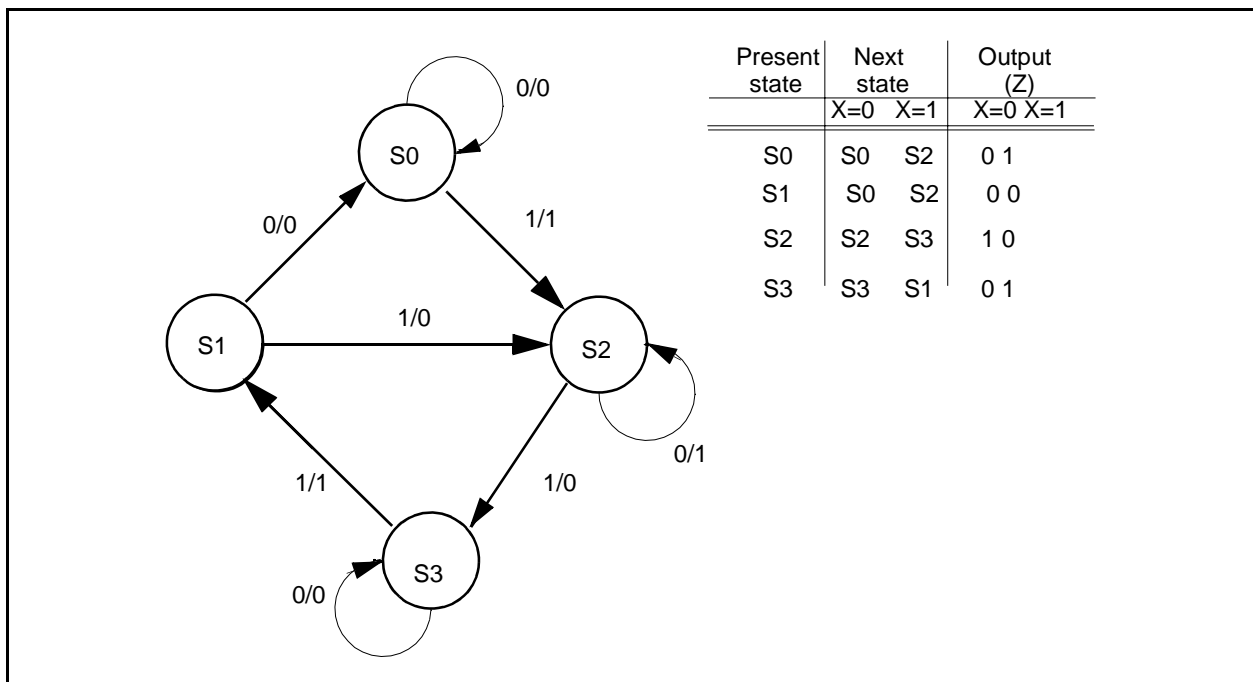 0/0
S0
0/0
1/1
S1
1/0
S2
0/1
1/1
1/0
S3
0/0
Present Next Output
state state (Z)
X=0 X=1 X=0 X=1
S0 S0 S2 0 1
S1 S0 S2 0 0
S2 S2 S3 1 0
S3 S3 S1 0 1